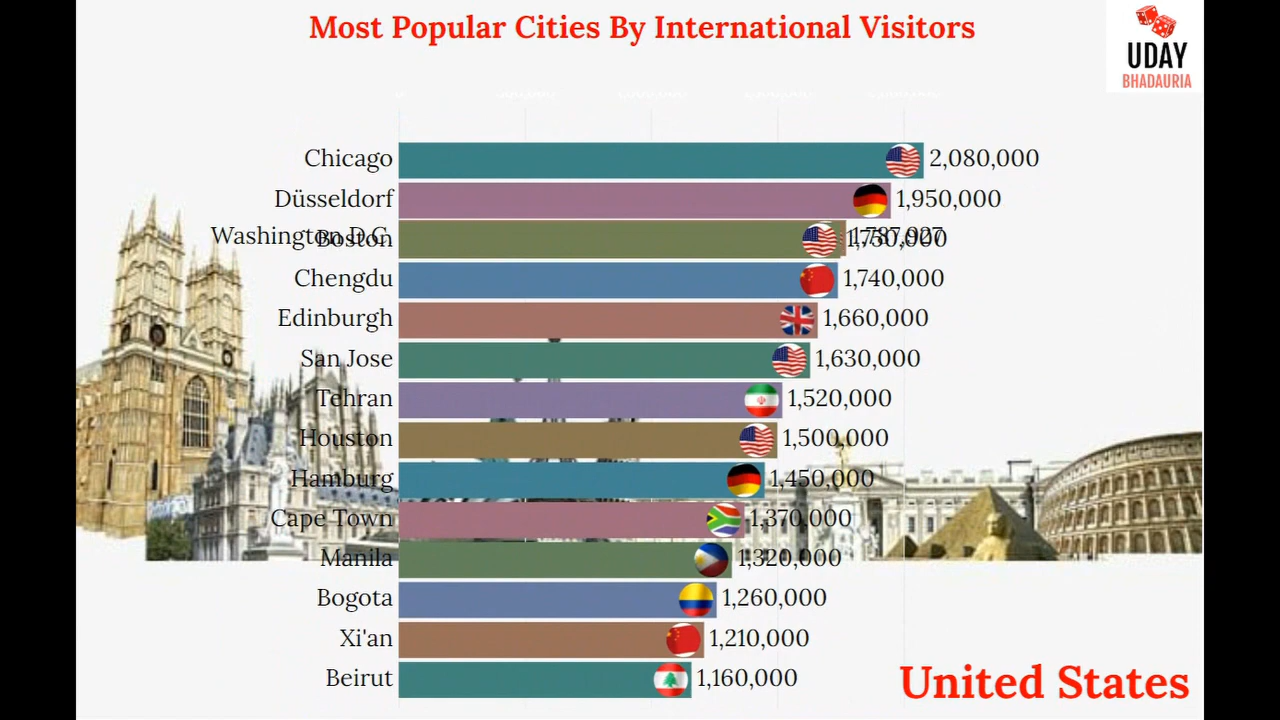 Most Popular Cities By International Visitors
UDAY
BHADAURIA
Chicago 2,080,000
Düsseldorf 1,950,000
Washington D.C.
Boston
Chengdu 1,740,000
Edinburgh 1,660,000
San Jose 1,630,000
Tehran 1,520,000
Houston 1,500,000
Hamburg 1,450,000
Cape Town 1,370,000
Manila 1,320,000
Bogota 1,260,000
Xi'an 1,210,000
Beirut 1,160,000
United States